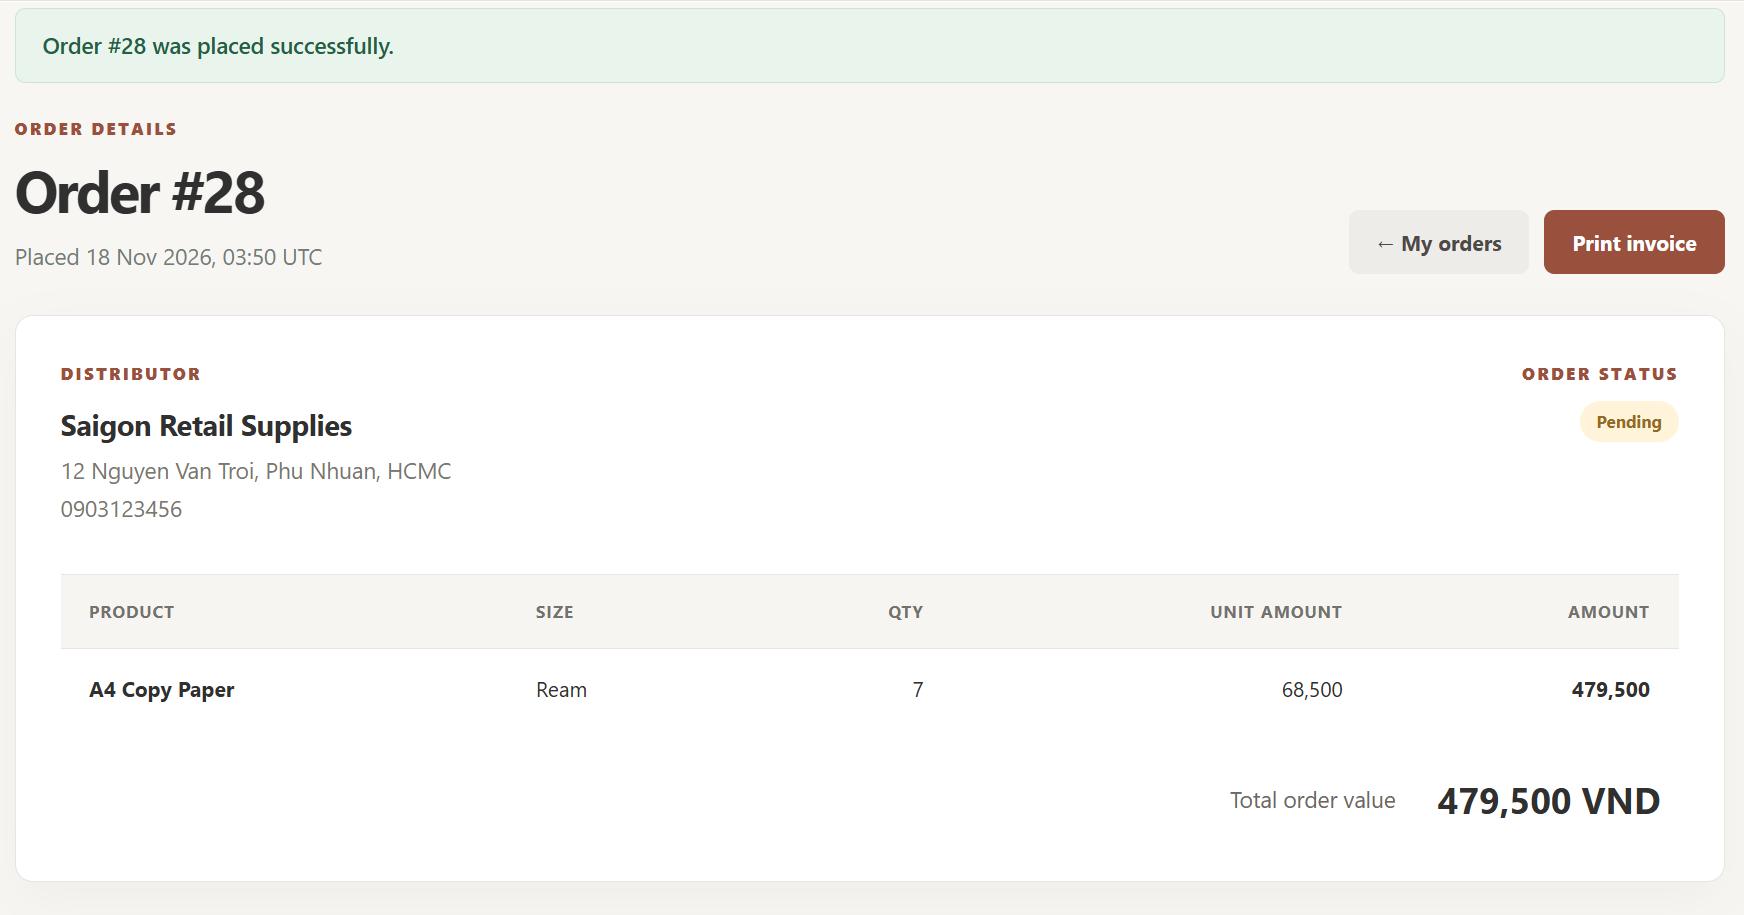 Order #28 was placed successfully.
ORDER DETAILS
Order #28
Placed 18 Nov 2026, 03:50 UTC
← My orders
Print invoice
DISTRIBUTOR
Saigon Retail Supplies
12 Nguyen Van Troi, Phu Nhuan, HCMC
0903123456
ORDER STATUS
Pending
PRODUCT SIZE QTY UNIT AMOUNT AMOUNT
A4 Copy Paper Ream 7 68,500 479,500
Total order value 479,500 VND